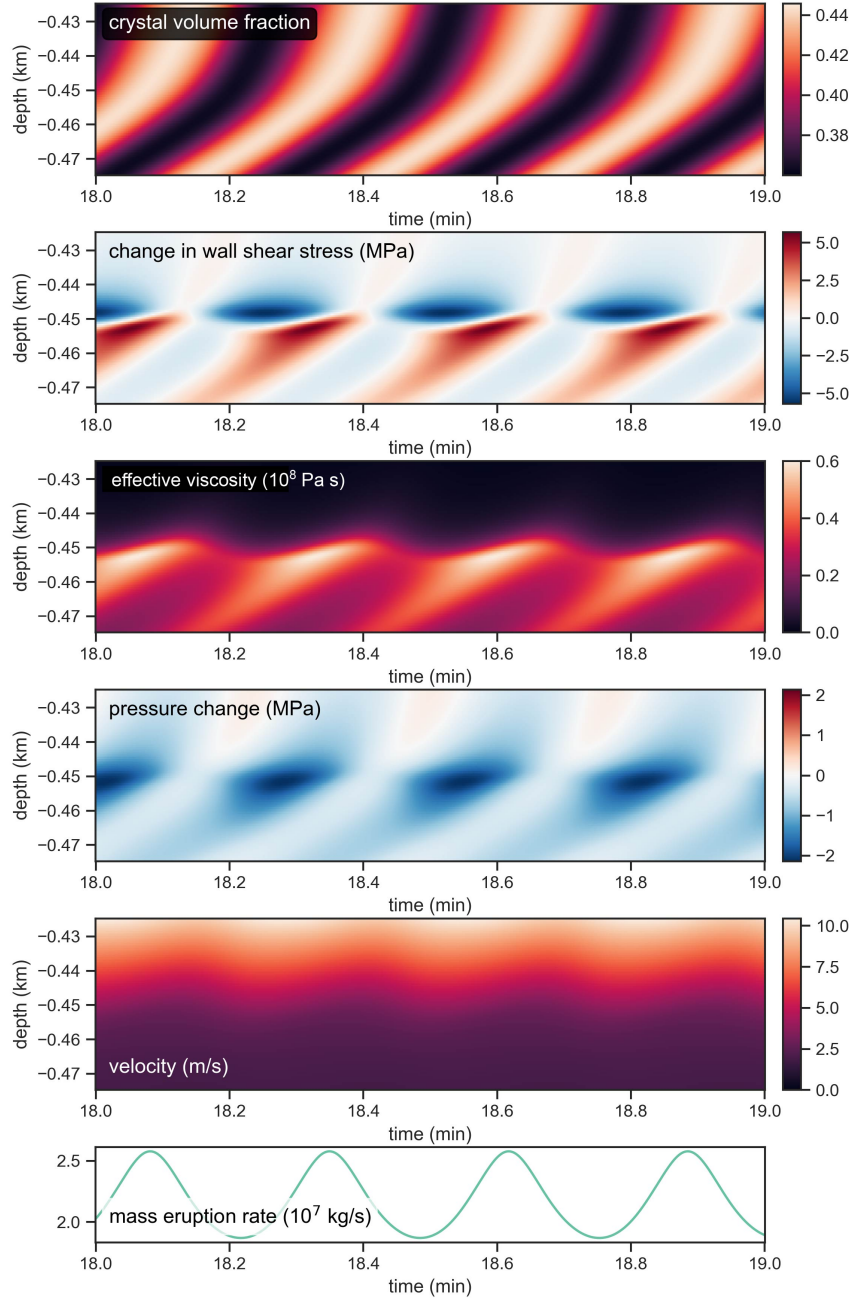 crystal volume fraction
depth (km)
−0.43
−0.44
−0.45
−0.46
−0.47
18.0 18.2 18.4 18.6 18.8 19.0
time (min)
0.44
0.40
0.38
change in wall shear stress (MPa)
depth (km)
−0.43
−0.44
−0.45
−0.46
−0.47
18.0 18.2 18.4 18.6 18.8 19.0
time (min)
5.0
2.5
0.0
−2.5
−5.0
effective viscosity (10⁸ Pa s)
depth (km)
−0.43
−0.44
−0.45
−0.46
−0.47
18.0 18.2 18.4 18.6 18.8 19.0
time (min)
0.6
0.4
0.2
0.0
pressure change (MPa)
depth (km)
−0.43
−0.44
−0.45
−0.46
−0.47
18.0 18.2 18.4 18.6 18.8 19.0
time (min)
2
1
0
−1
−2
depth (km)
−0.43
−0.44
−0.45
−0.46
−0.47
velocity (m/s)
18.0 18.2 18.4 18.6 18.8 19.0
time (min)
10.0
7.5
5.0
2.5
0.0
2.5
2.0
mass eruption rate (10⁷ kg/s)
18.0 18.2 18.4 18.6 18.8 19.0
time (min)